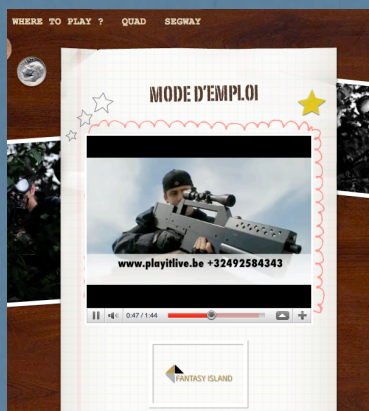 WHERE TO PLAY ? QUAD SEGWAY
MODE D'EMPLOI
www.playitlive.be +32492584343
0:47 / 1:44
FANTASY ISLAND